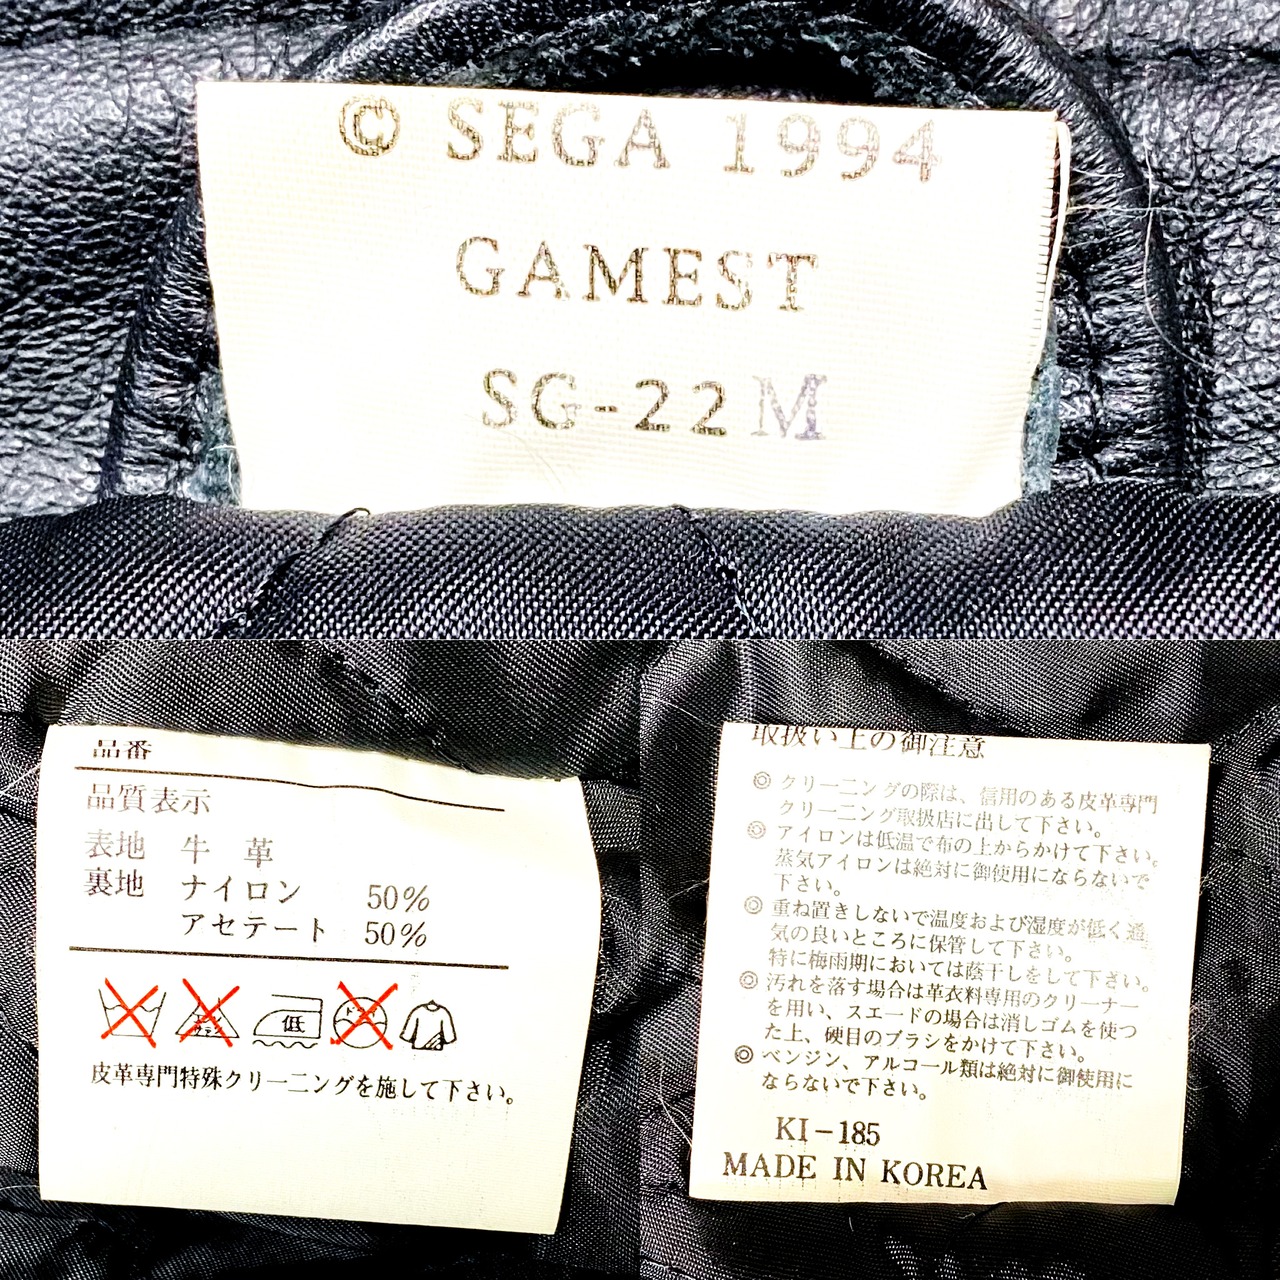 © SEGA 1994
GAMEST
SG-22 M
品番
品質表示
表地 牛 革
裏地 ナイロン 50%
アセテート 50%
低
皮革専門特殊クリーニングを施して下さい。
取扱い上の御注意
◎ クリーニングの際は、信用のある皮革専門
クリーニング取扱店に出して下さい。
◎ アイロンは低温で布の上からかけて下さい。
蒸気アイロンは絶対に御使用にならないで
下さい。
◎ 重ね置きしないで温度および湿度が低く通
気の良いところに保管して下さい。
特に梅雨期においては蔭干しをして下さい。
◎ 汚れを落す場合は革衣料専用のクリーナー
を用い、スエードの場合は消しゴムを使つ
た上、硬目のブラシをかけて下さい。
◎ ベンジン、アルコール類は絶対に御使用に
ならないで下さい。
KI-185
MADE IN KOREA